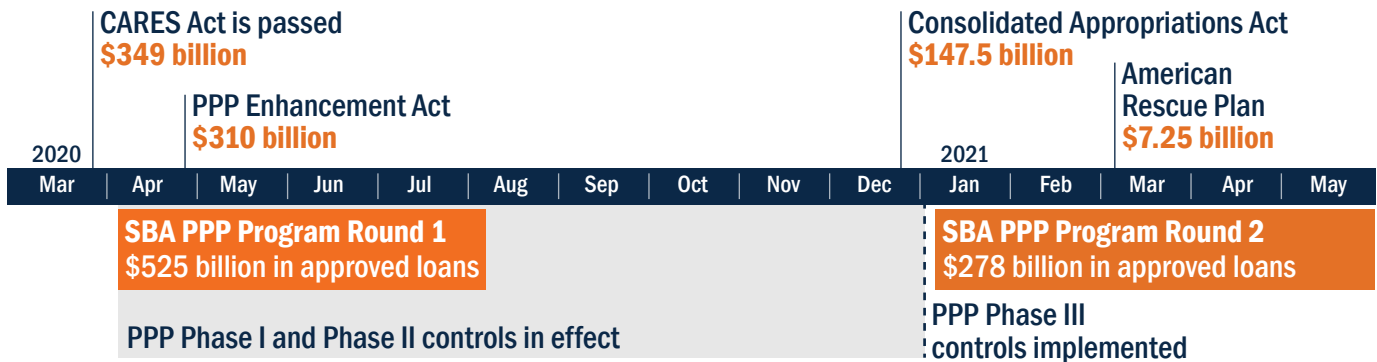 CARES Act is passed
$349 billion
PPP Enhancement Act
$310 billion
Consolidated Appropriations Act
$147.5 billion
American
Rescue Plan
$7.25 billion
2020
2021
Mar Apr May Jun Jul Aug Sep Oct Nov Dec Jan Feb Mar Apr May
SBA PPP Program Round 1
$525 billion in approved loans
SBA PPP Program Round 2
$278 billion in approved loans
PPP Phase I and Phase II controls in effect
PPP Phase III
controls implemented